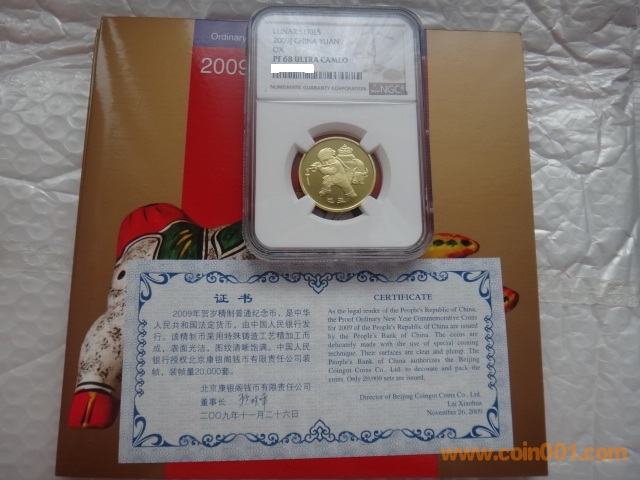 Ordinary
2009
LUNAR SERIES
2009 CHINA YUAN
OX
PF 68 ULTRA CAMEO
NUMISMATIC GUARANTY CORPORATION
NGC
己丑
证书
2009年贺岁精制普通纪念币，是中华
人民共和国法定货币。由中国人民银行发
行。该精制币采用特殊铸造工艺精加工而
成，表面光洁。图纹清晰饱满。中国人民
银行授权北京康银阁钱币有限责任公司装
帧，装帧量20,000套。
北京康银阁钱币有限责任公司
董事长
二00九年十一月二十六日
CERTIFICATE
As the legal tender of the People's Republic of China,
the Proof Ordinary New Year Commemorative Coins
for 2009 of the People's Republic of China are issued
by the People's Bank of China. The coins are
delicately made with the use of special coining
technique. Their surfaces are clear and plump. The
People's Bank of China authorizes the Beijing
Coingot Coins Co., Ltd. to decorate and pack the
coins. Only 20,000 sets are issued.
Director of Beijing Coingot Coins Co., Ltd.
Lai Xiaohua
November 26, 2009
www.coin001.com